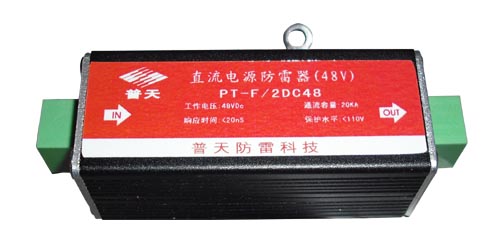 直流电源防雷器(48V)
普天
PT-F/2DC48
工作电压:48VDc
通流容量:20KA
响应时间:<20nS
保护水平:<110V
IN
OUT
普天防雷科技